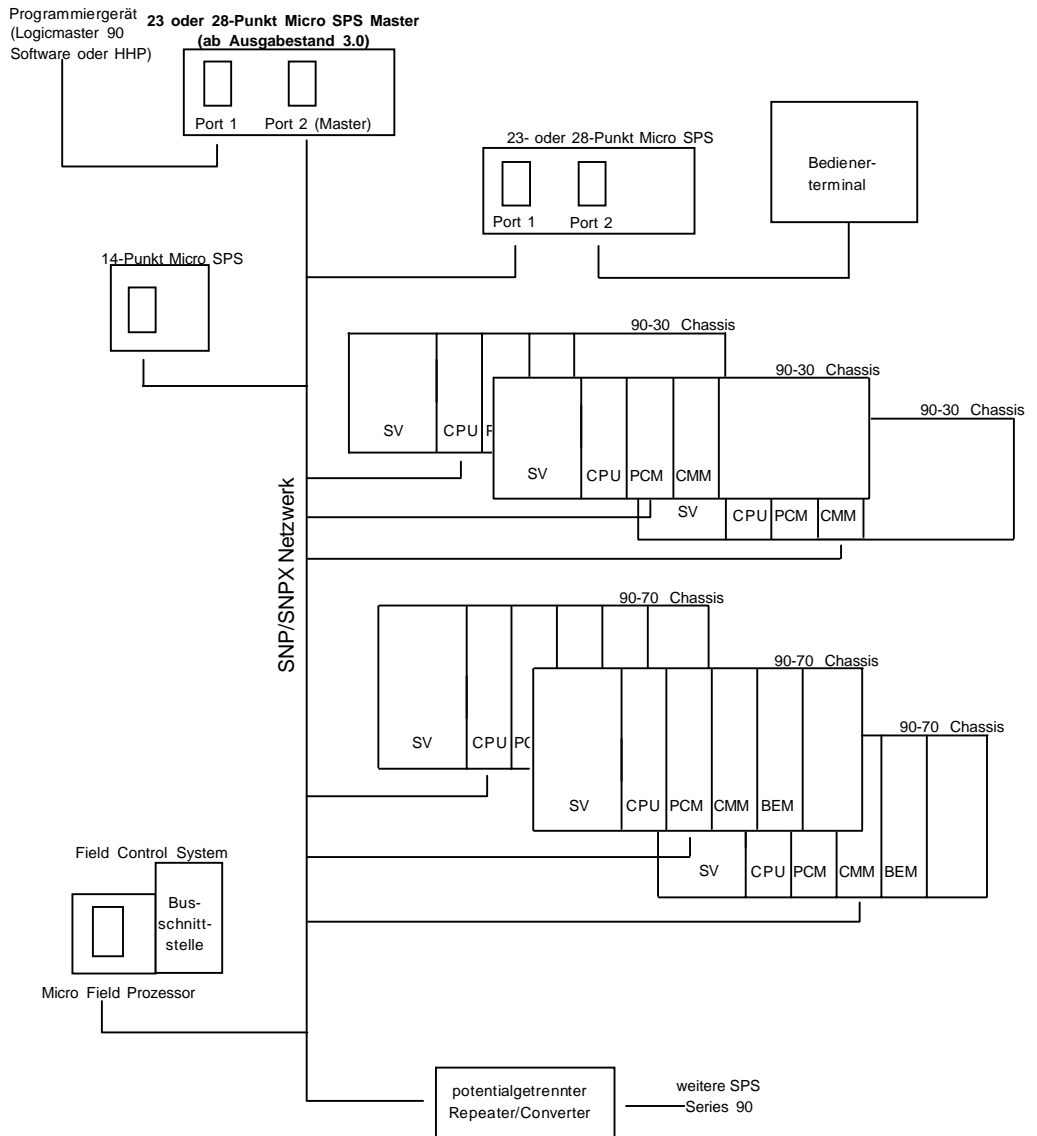 Programmiergerät
(Logicmaster 90
Software oder HHP)
23 oder 28-Punkt Micro SPS Master
(ab Ausgabestand 3.0)
Port 1
Port 2 (Master)
23- oder 28-Punkt Micro SPS
Port 1
Port 2
Bediener-
terminal
14-Punkt Micro SPS
90-30 Chassis
SV
CPU
90-30 Chassis
SV
CPU
PCM
CMM
90-30 Chassis
SV
CPU
PCM
CMM
SNP/SNPX Netzwerk
90-70 Chassis
SV
CPU
PC
90-70 Chassis
SV
CPU
PCM
CMM
BEM
90-70 Chassis
SV
CPU
PCM
CMM
BEM
Field Control System
Bus-
schnitt-
stelle
Micro Field Prozessor
potentialgetrennter
Repeater/Converter
weitere SPS
Series 90